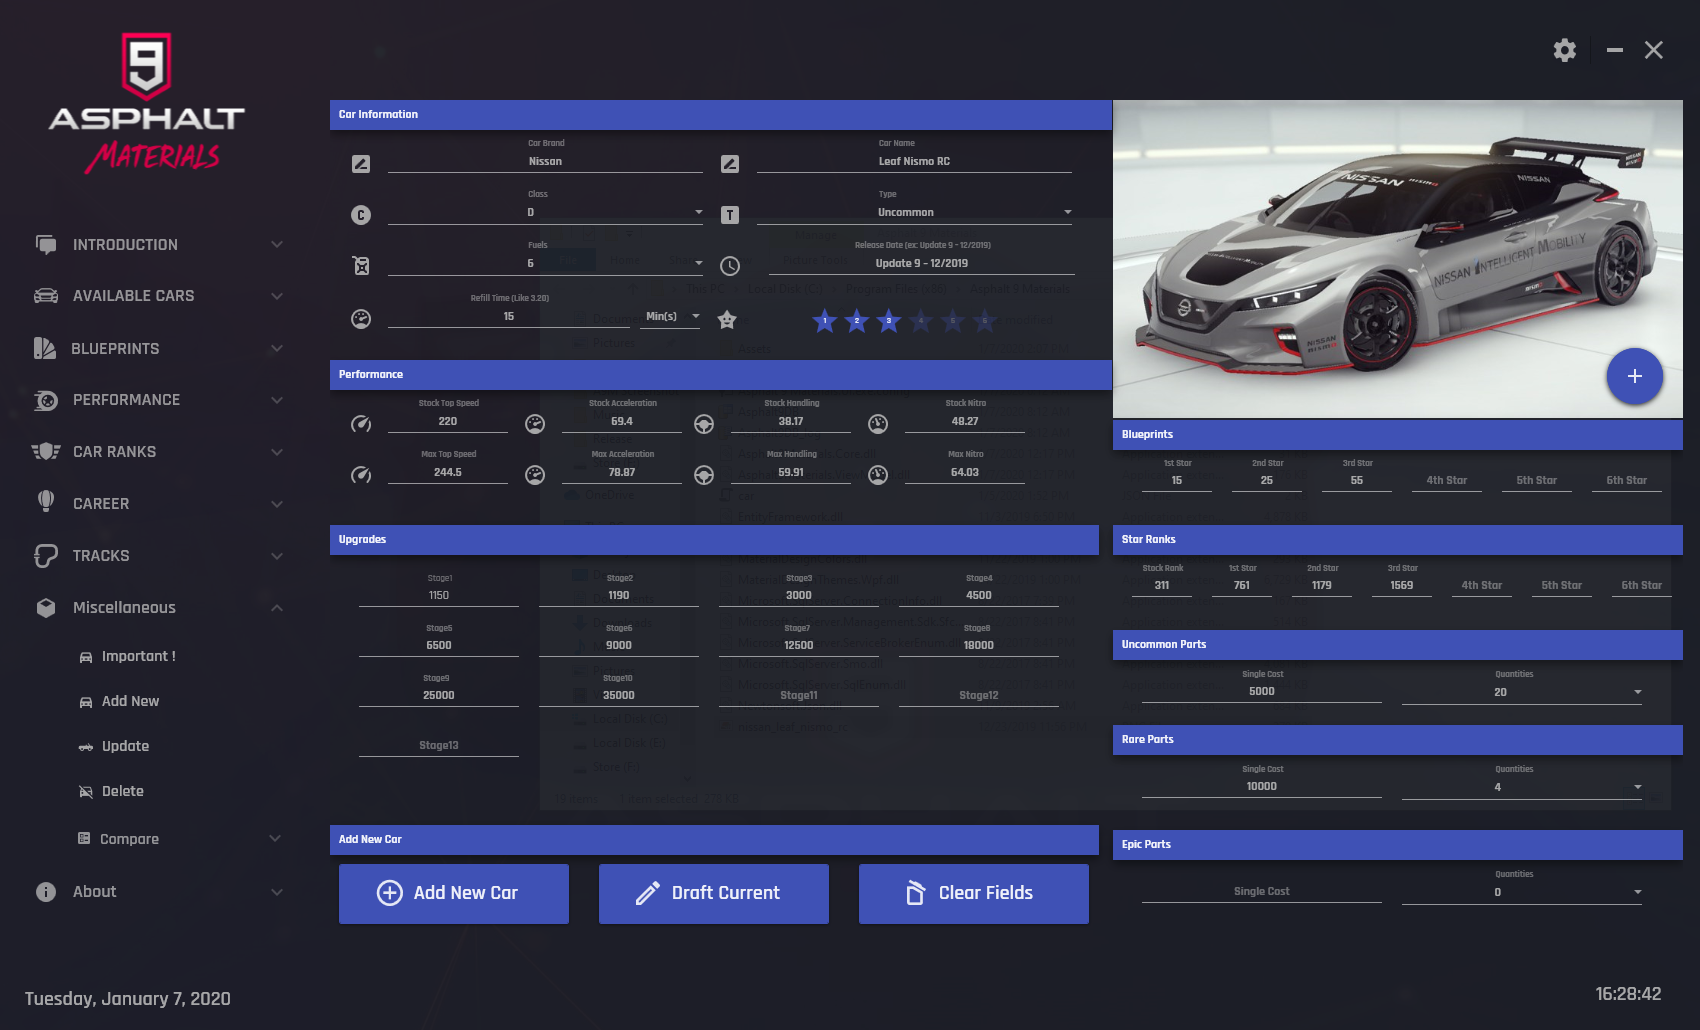 9
ASPHALT
MATERIALS
INTRODUCTION
AVAILABLE CARS
BLUEPRINTS
PERFORMANCE
CAR RANKS
CAREER
TRACKS
Miscellaneous
Important !
Add New
Update
Delete
Compare
About
Tuesday, January 7, 2020
Car Information
Car Brand
Nissan
Car Name
Leaf Nismo RC
Class
C
D
Type
T
Uncommon
Fuels
6
Release Date (ex: Update 9 - 12/2019)
Update 9 - 12/2019
Refill Time (Like 3.20)
15
Min(s)
1 2 3 4 5 6
Performance
Stock Top Speed
220
Stock Acceleration
69.4
Stock Handling
38.17
Stock Nitro
48.27
Max Top Speed
244.5
Max Acceleration
78.87
Max Handling
59.91
Max Nitro
64.03
Upgrades
Stage1
1150
Stage2
1190
Stage3
3000
Stage4
4500
Stage5
6500
Stage6
9000
Stage7
12500
Stage8
18000
Stage9
25000
Stage10
35000
Stage11
Stage12
Stage13
Add New Car
Add New Car
Draft Current
Clear Fields
NISSAN
NISMO
NISSAN
NISSAN INTELLIGENT MOBILITY
NISSAN
Blueprints
1st Star
15
2nd Star
25
3rd Star
55
4th Star
5th Star
6th Star
Star Ranks
Stock Rank
311
1st Star
761
2nd Star
1179
3rd Star
1569
4th Star
5th Star
6th Star
Uncommon Parts
Single Cost
5000
Quantities
20
Rare Parts
Single Cost
10000
Quantities
4
Epic Parts
Single Cost
Quantities
0
16:28:42